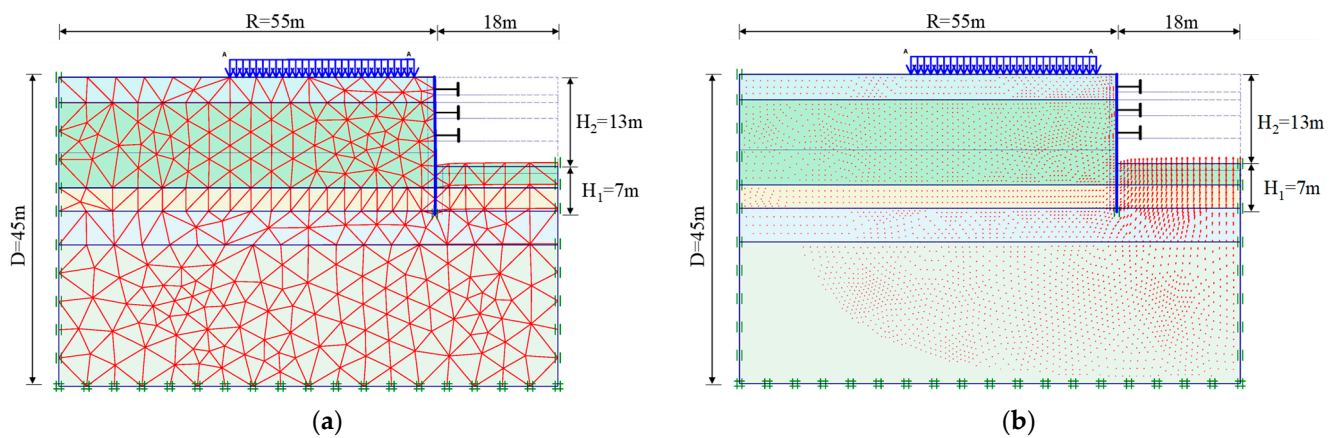 R=55m 18m
A A
D=45m
H₂=13m
H₁=7m
(a)
R=55m 18m
A A
D=45m
H₂=13m
H₁=7m
(b)